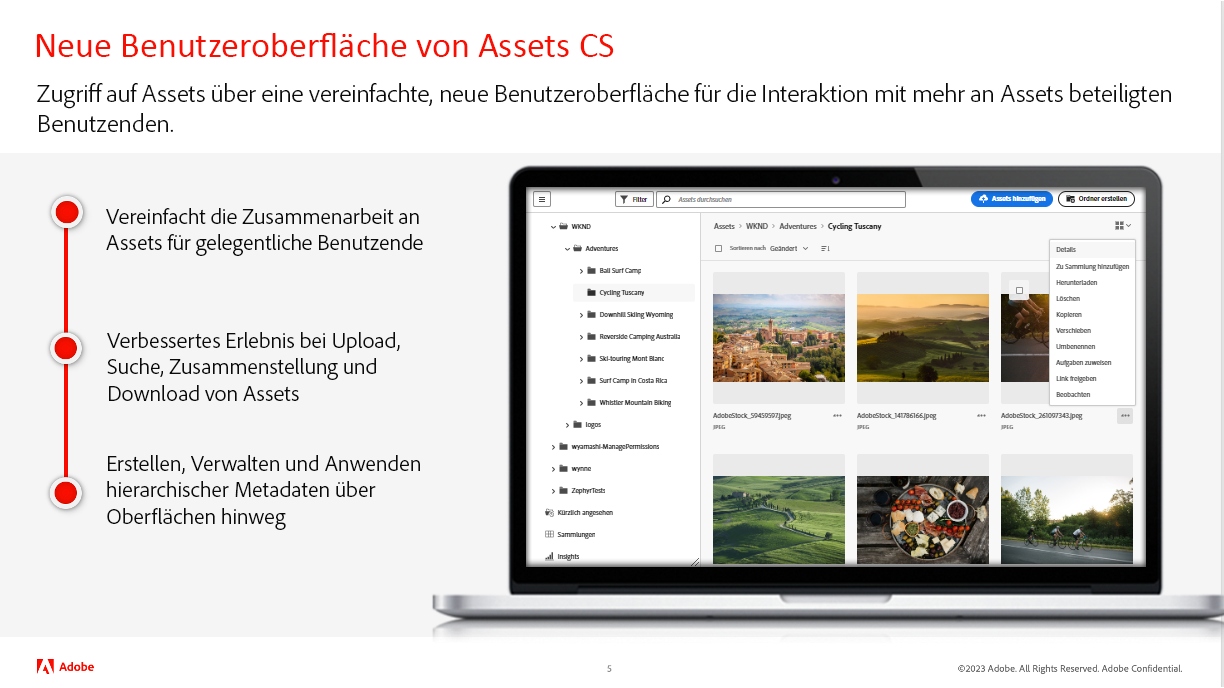 Neue Benutzeroberfläche von Assets CS
Zugriff auf Assets über eine vereinfachte, neue Benutzeroberfläche für die Interaktion mit mehr an Assets beteiligten
Benutzenden.
Vereinfacht die Zusammenarbeit an
Assets für gelegentliche Benutzende
Verbessertes Erlebnis bei Upload,
Suche, Zusammenstellung und
Download von Assets
Erstellen, Verwalten und Anwenden
hierarchischer Metadaten über
Oberflächen hinweg
Filter
Assets durchsuchen
Assets hinzufügen
Ordner erstellen
WKND
Adventures
Bali Surf Camp
Cycling Tuscany
Downhill Skiing Wyoming
Reverside Camping Australia
Ski-touring Mont Blanc
Surf Camp in Costa Rica
Whistler Mountain Biking
logos
wyamashi-ManagePermissions
wynne
ZephyrTests
Kürzlich angesehen
Sammlungen
Insights
Assets > WKND > Adventures > Cycling Tuscany
Sortieren nach Geändert
Details
Zu Sammlung hinzufügen
Herunterladen
Löschen
Kopieren
Verschieben
Umbenennen
Aufgaben zuweisen
Link freigeben
Beobachten
AdobeStock_59459597.jpeg
JPEG
AdobeStock_141786166.jpeg
JPEG
AdobeStock_261097343.jpeg
JPEG
Adobe
5
©2023 Adobe. All Rights Reserved. Adobe Confidential.